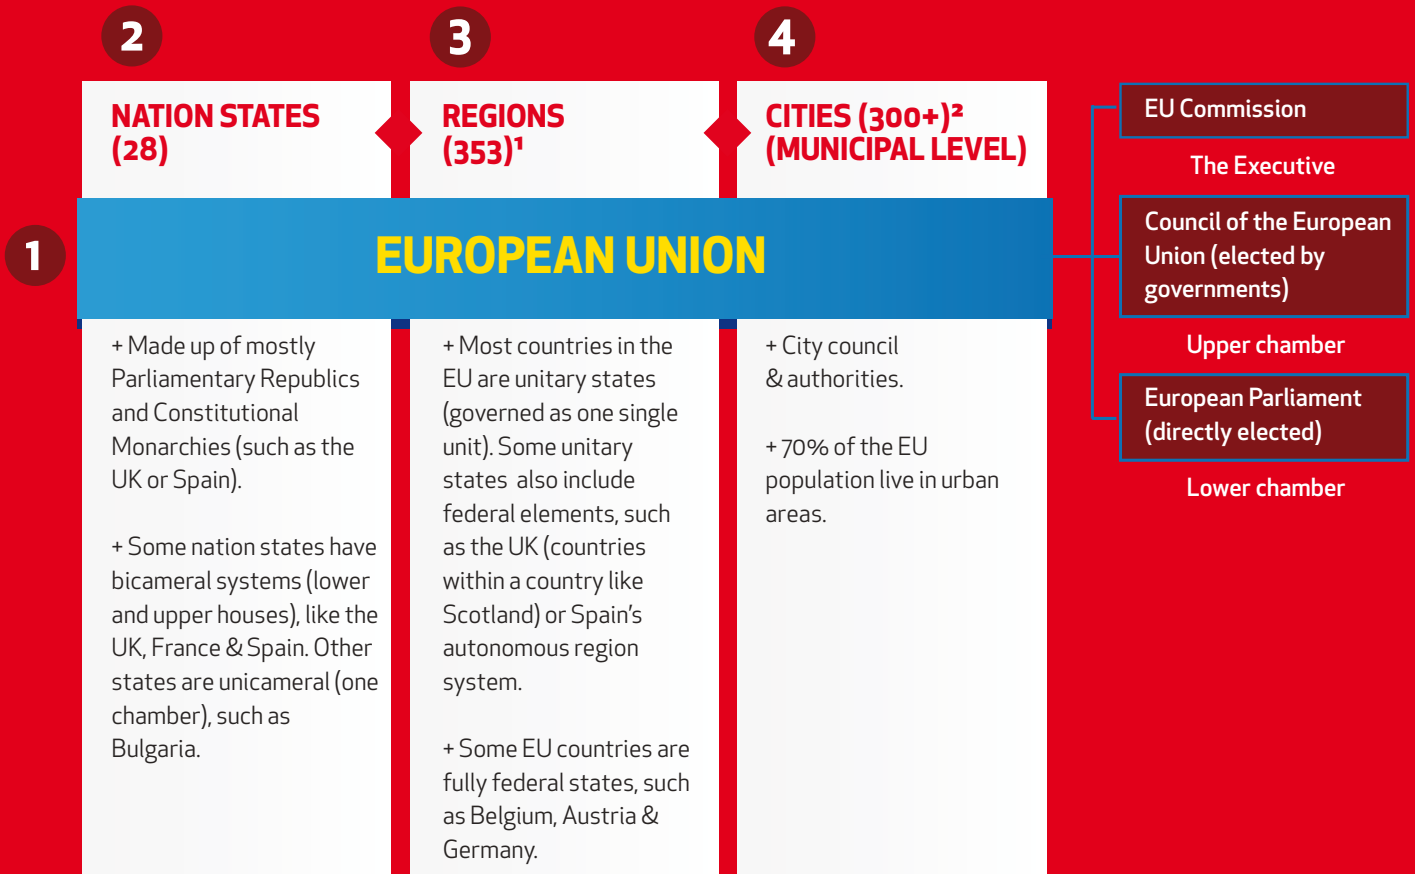 2
3
4
NATION STATES
(28)
REGIONS
(353)¹
CITIES (300+)²
(MUNICIPAL LEVEL)
1
EUROPEAN UNION
+ Made up of mostly
Parliamentary Republics
and Constitutional
Monarchies (such as the
UK or Spain).
+ Some nation states have
bicameral systems (lower
and upper houses), like the
UK, France & Spain. Other
states are unicameral (one
chamber), such as
Bulgaria.
+ Most countries in the
EU are unitary states
(governed as one single
unit). Some unitary
states also include
federal elements, such
as the UK (countries
within a country like
Scotland) or Spain's
autonomous region
system.
+ Some EU countries are
fully federal states, such
as Belgium, Austria &
Germany.
+ City council
& authorities.
+ 70% of the EU
population live in urban
areas.
EU Commission
The Executive
Council of the European
Union (elected by
governments)
Upper chamber
European Parliament
(directly elected)
Lower chamber